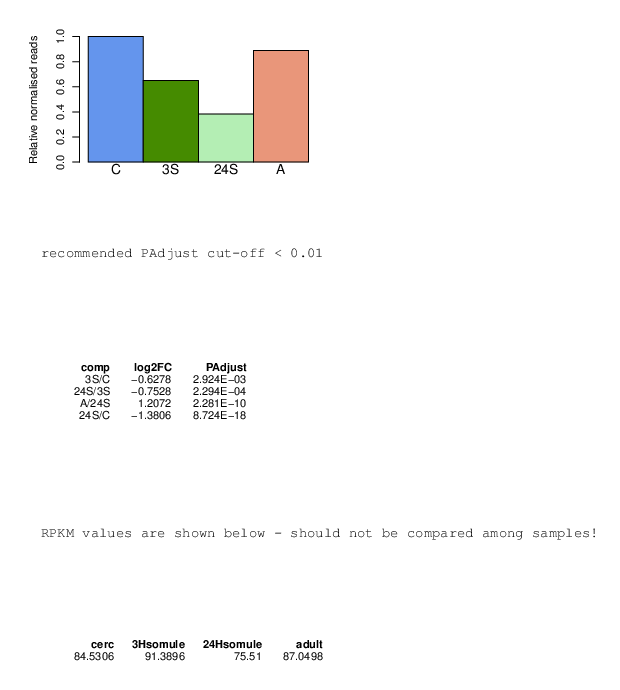 Relative normalised reads
1.0
0.8
0.6
0.4
0.2
0.0
C 3S 24S A
recommended PAdjust cut-off < 0.01
comp log2FC PAdjust
3S/C −0.6278 2.924E−03
24S/3S −0.7528 2.294E−04
A/24S 1.2072 2.281E−10
24S/C −1.3806 8.724E−18
RPKM values are shown below - should not be compared among samples!
cerc 3Hsomule 24Hsomule adult
84.5306 91.3896 75.51 87.0498